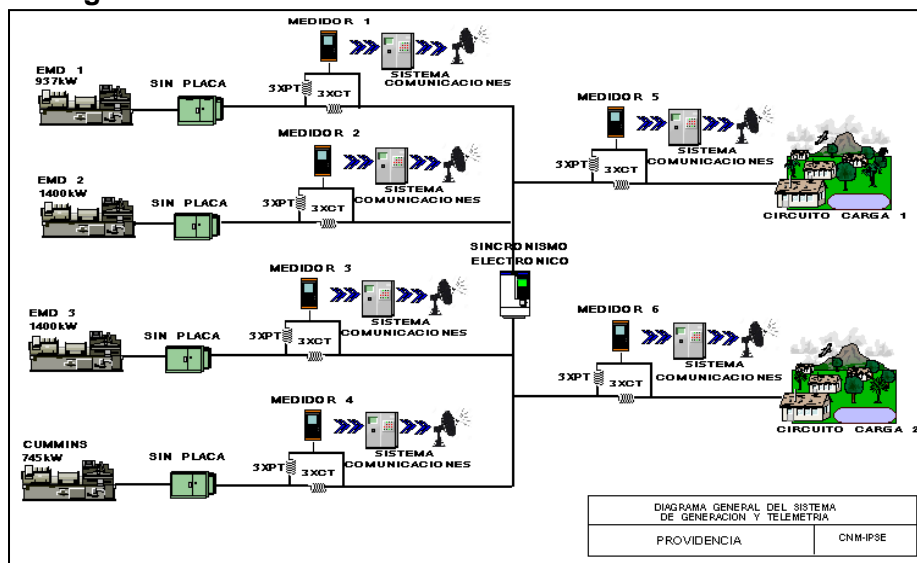 MEDIDOR 1
SISTEMA
COMUNICACIONES
EMD 1
937kW
SIN PLACA
3XPT
3XCT
MEDIDOR 2
SISTEMA
COMUNICACIONES
EMD 2
1400kW
SIN PLACA
3XPT
3XCT
MEDIDOR 5
SISTEMA
COMUNICACIONES
3XPT
3XCT
CIRCUITO CARGA 1
SINCRONISMO
ELECTRONICO
MEDIDOR 3
SISTEMA
COMUNICACIONES
EMD 3
1400kW
SIN PLACA
3XPT
3XCT
MEDIDOR 6
SISTEMA
COMUNICACIONES
3XPT
3XCT
CIRCUITO CARGA 2
MEDIDOR 4
SISTEMA
COMUNICACIONES
CUMMINS
745kW
SIN PLACA
3XPT
3XCT
DIAGRAMA GENERAL DEL SISTEMA
DE GENERACION Y TELEMETRIA
PROVIDENCIA
CNM-IPSE